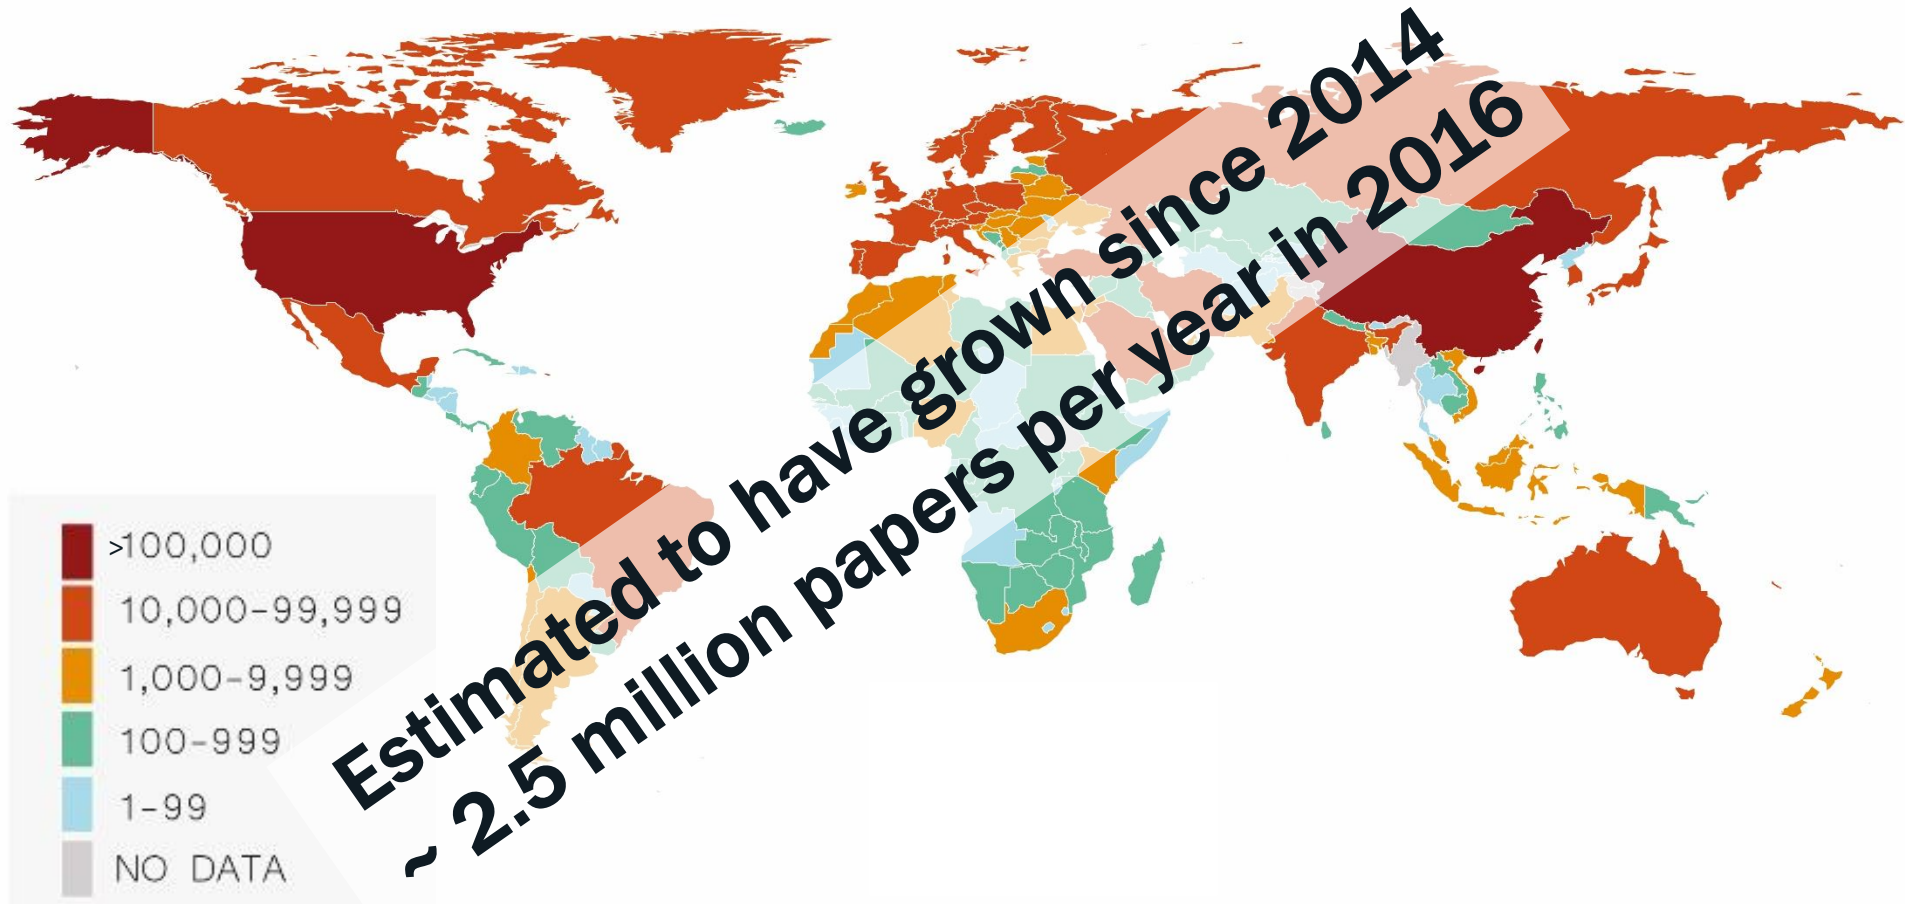 Estimated to have grown since 2014
~ 2.5 million papers per year in 2016
>100,000
10,000-99,999
1,000-9,999
100-999
1-99
NO DATA